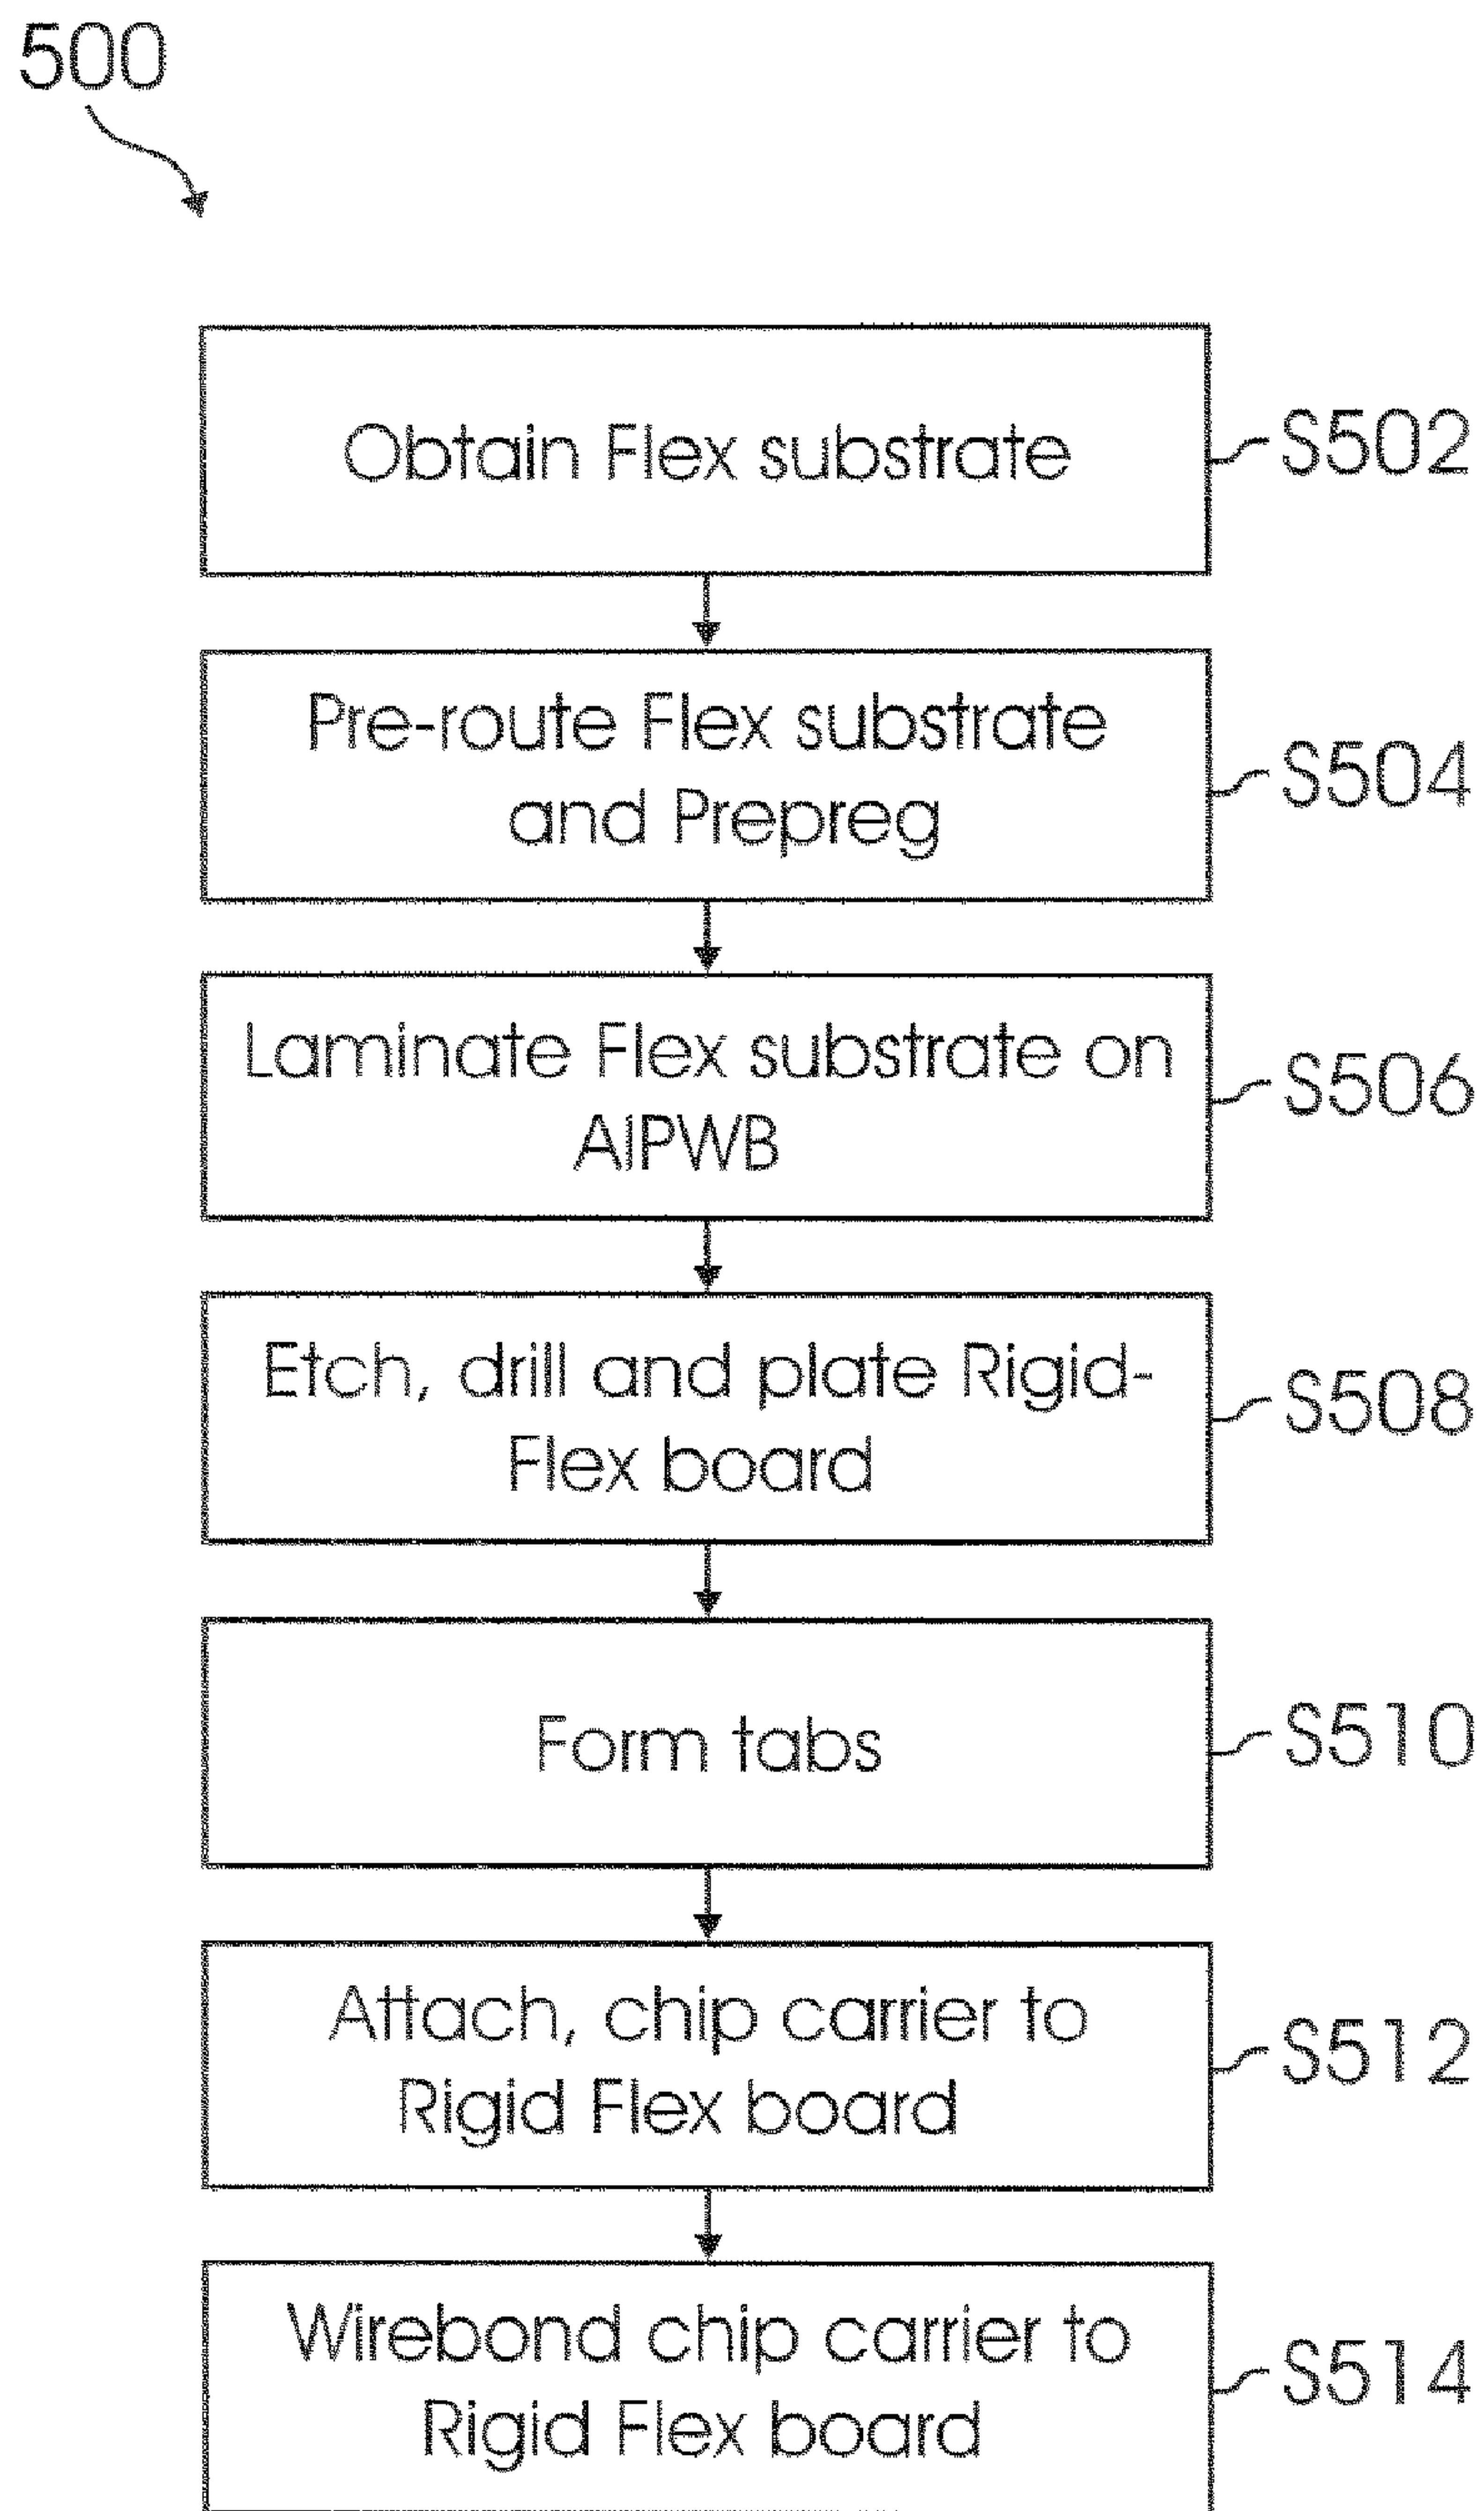 500
Obtain Flex substrate
S502
Pre-route Flex substrate
and Prepreg
S504
Laminate Flex substrate on
AIPWB
S506
Etch, drill and plate Rigid-
Flex board
S508
Form tabs
S510
Attach, chip carrier to
Rigid Flex board
S512
Wirebond chip carrier to
Rigid Flex board
S514